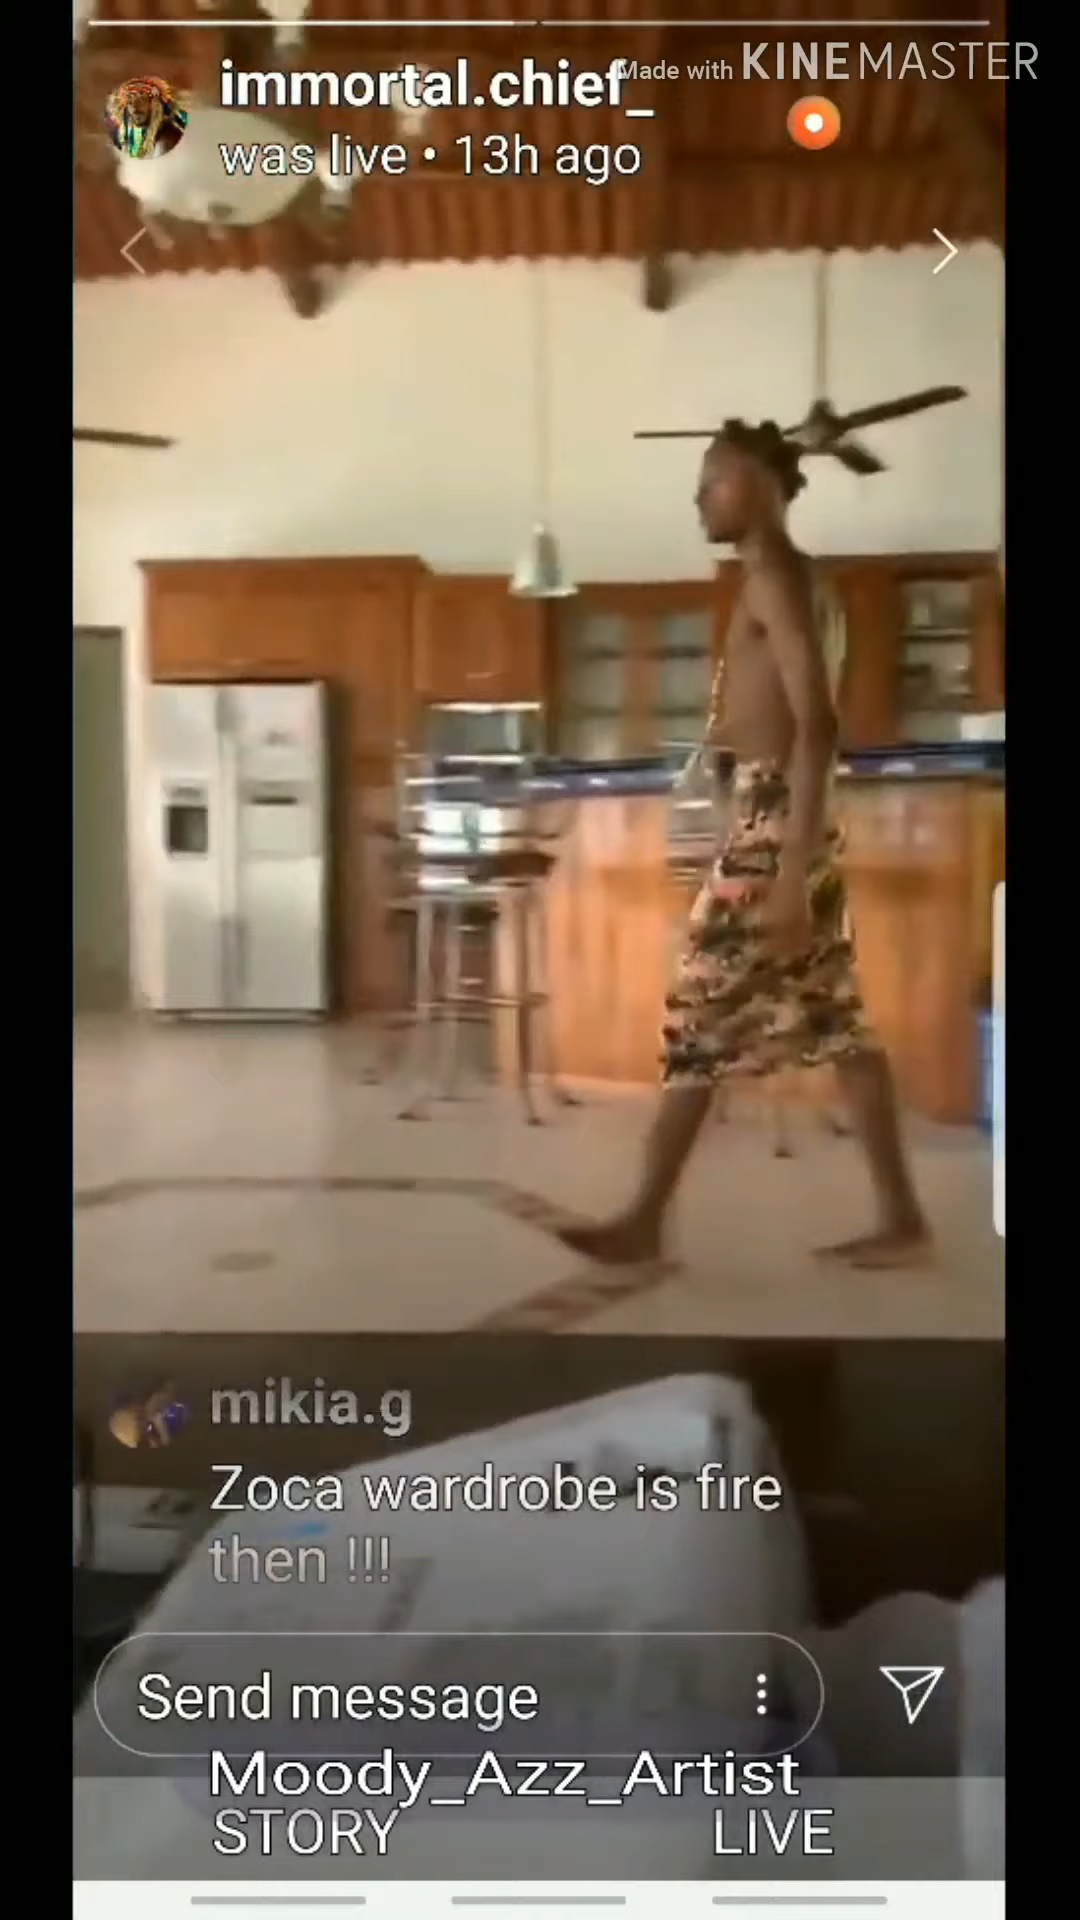 Made with KINEMASTER
immortal.chief_
was live • 13h ago
mikia.g
Zoca wardrobe is fire
then !!!
Send message
Moody_Azz_Artist
STORY LIVE